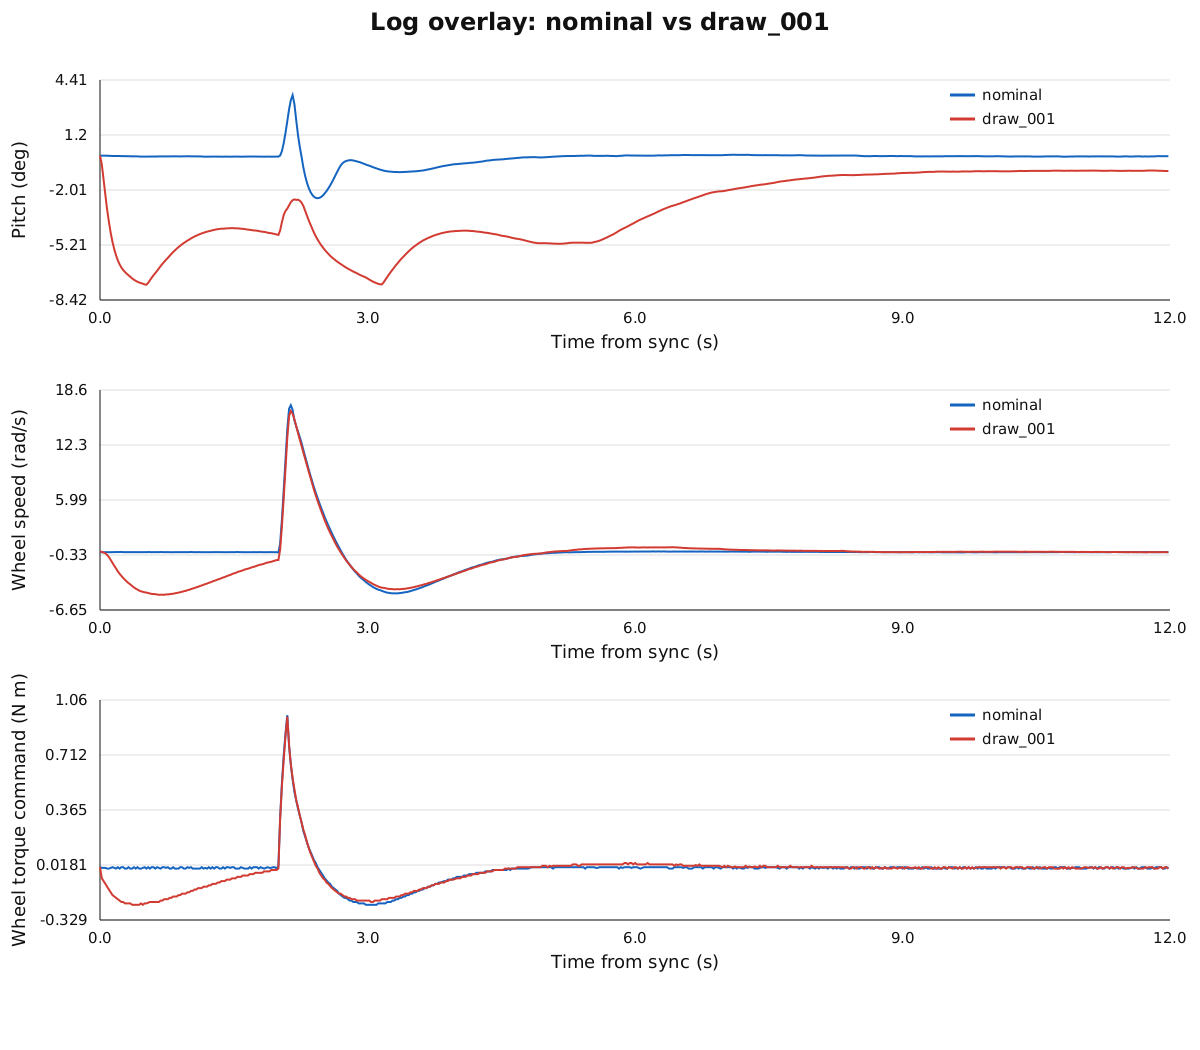 Log overlay: nominal vs draw_001
4.41
1.2
-2.01
-5.21
-8.42
Pitch (deg)
nominal
draw_001
0.0 3.0 6.0 9.0 12.0
Time from sync (s)
18.6
12.3
5.99
-0.33
-6.65
Wheel speed (rad/s)
nominal
draw_001
0.0 3.0 6.0 9.0 12.0
Time from sync (s)
1.06
0.712
0.365
0.0181
-0.329
Wheel torque command (N m)
nominal
draw_001
0.0 3.0 6.0 9.0 12.0
Time from sync (s)